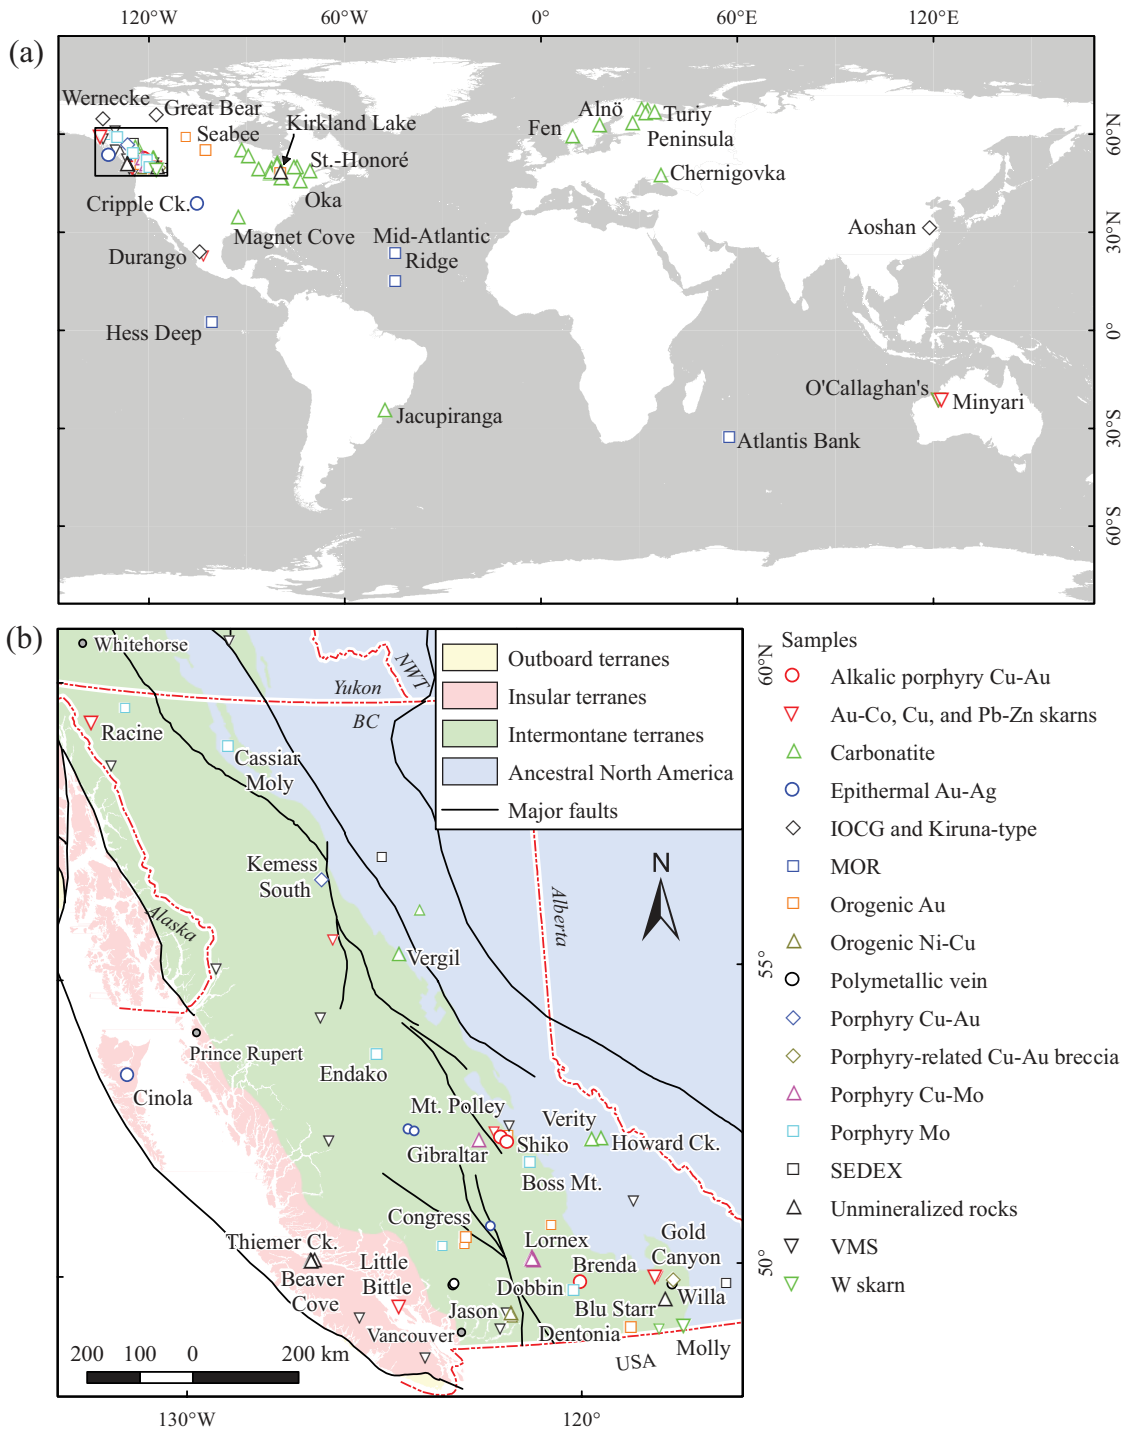 120°W 60°W 0° 60°E 120°E
(a)
Wernecke
Great Bear
Seabee
Kirkland Lake
St.-Honoré
Oka
Cripple Ck.
Magnet Cove
Durango
Mid-Atlantic
Ridge
Hess Deep
Jacupiranga
Fen
Alnö
Turiy
Peninsula
Chernigovka
Aoshan
O'Callaghan's
Minyari
Atlantis Bank
60°N
30°N
0°
30°S
60°S
(b)
Whitehorse
Yukon
NWT
BC
Racine
Cassiar
Moly
Outboard terranes
Insular terranes
Intermontane terranes
Ancestral North America
Major faults
Kemess
South
N
Alaska
Alberta
Vergil
Prince Rupert
Endako
Cinola
Mt. Polley
Verity
Gibraltar
Shiko
Howard Ck.
Boss Mt.
Congress
Gold
Canyon
Thiemer Ck.
Lornex
Beaver
Cove
Little
Bittle
Brenda
Dobbin
Willa
Jason
Blu Starr
Vancouver
Dentonia
Molly
USA
200 100 0 200 km
130°W 120°
60°N
55°
50°
Samples
Alkalic porphyry Cu-Au
Au-Co, Cu, and Pb-Zn skarns
Carbonatite
Epithermal Au-Ag
IOCG and Kiruna-type
MOR
Orogenic Au
Orogenic Ni-Cu
Polymetallic vein
Porphyry Cu-Au
Porphyry-related Cu-Au breccia
Porphyry Cu-Mo
Porphyry Mo
SEDEX
Unmineralized rocks
VMS
W skarn